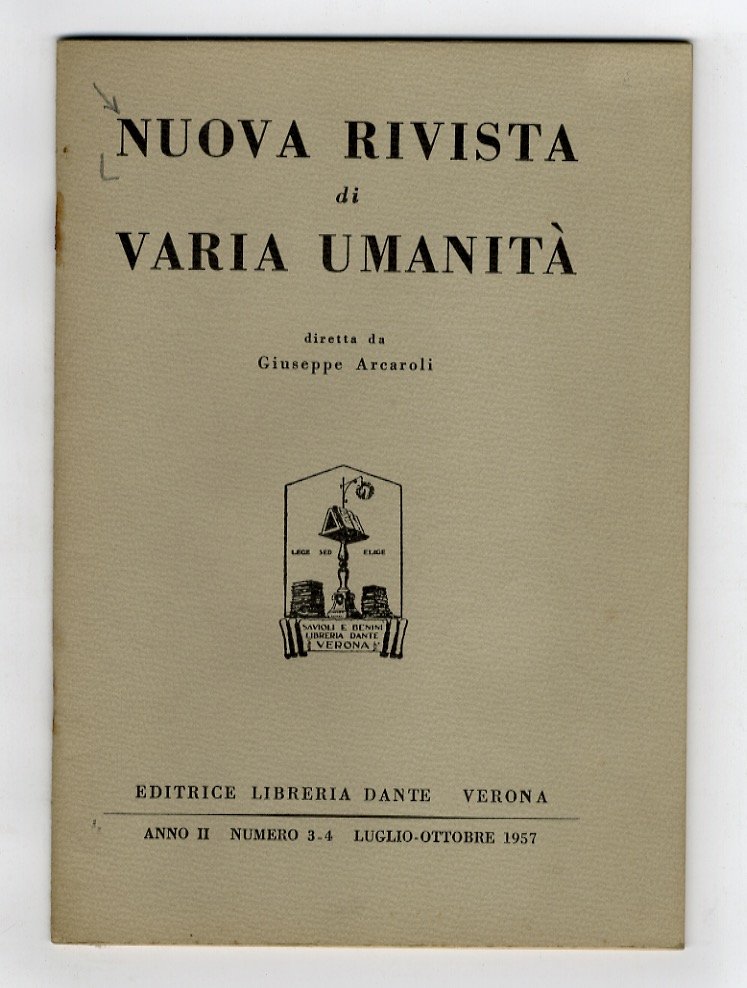 NUOVA RIVISTA
di
VARIA UMANITÀ
diretta da
Giuseppe Arcaroli
LEGE SED ELIGE
SAVIOLI E BENINI
LIBRERIA DANTE
VERONA
EDITRICE LIBRERIA DANTE VERONA
ANNO II NUMERO 3-4 LUGLIO-OTTOBRE 1957